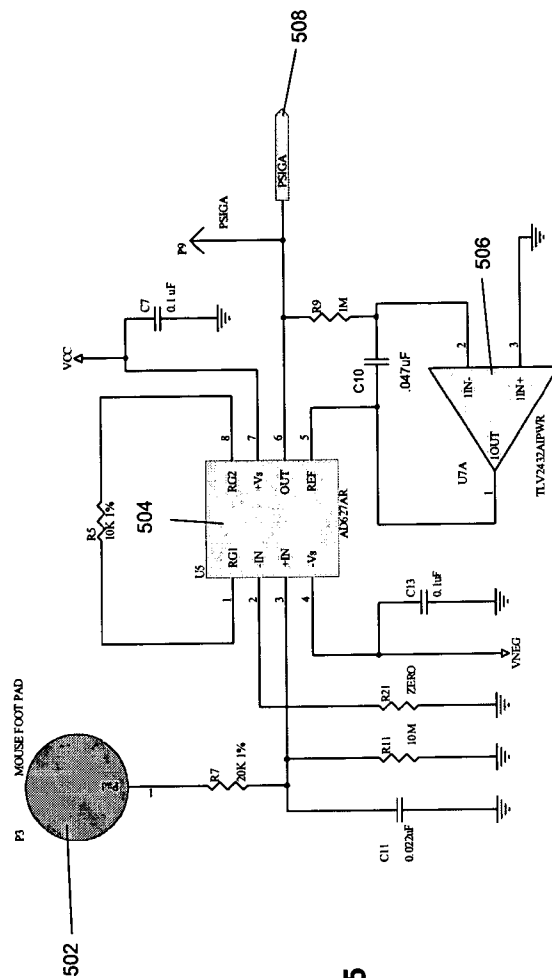 502
P3
MOUSE FOOT PAD
1
R7
20K 1%
C11
0.022uF
R11
10M
R21
ZERO
VNEG
C13
0.1uF
R5
10K 1%
504
U5
1
RG1
RG2
8
2
-IN
+Vs
7
3
+IN
OUT
6
4
-Vs
REF
5
AD627AR
VCC
C7
0.1uF
P9
PSIGA
PSIGA
508
R9
1M
C10
.047uF
506
2
1IN-
3
1IN+
1OUT
1
U7A
TLV2432AIPWR
5